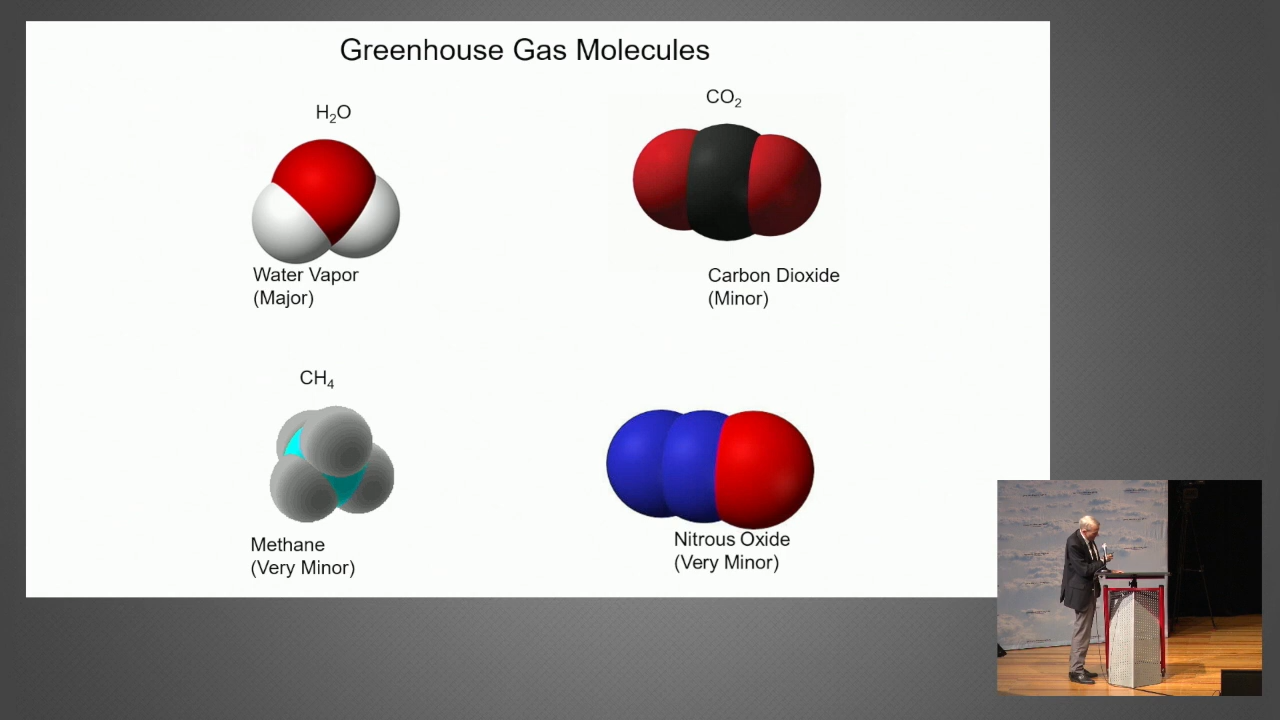 Greenhouse Gas Molecules
H₂O
CO₂
Water Vapor
(Major)
Carbon Dioxide
(Minor)
CH₄
Methane
(Very Minor)
Nitrous Oxide
(Very Minor)